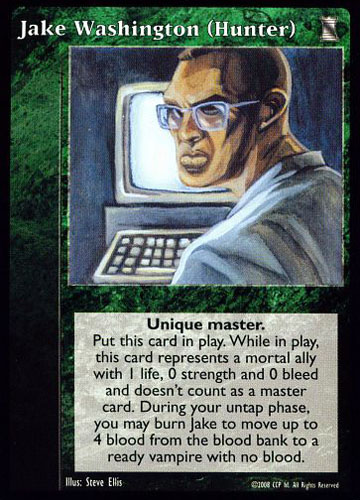 Jake Washington (Hunter)
Unique master.
Put this card in play. While in play,
this card represents a mortal ally
with 1 life, 0 strength and 0 bleed
and doesn't count as a master
card. During your untap phase,
you may burn Jake to move up to
4 blood from the blood bank to a
ready vampire with no blood.
Illus: Steve Ellis
©2008 CCP hf. All Rights Reserved